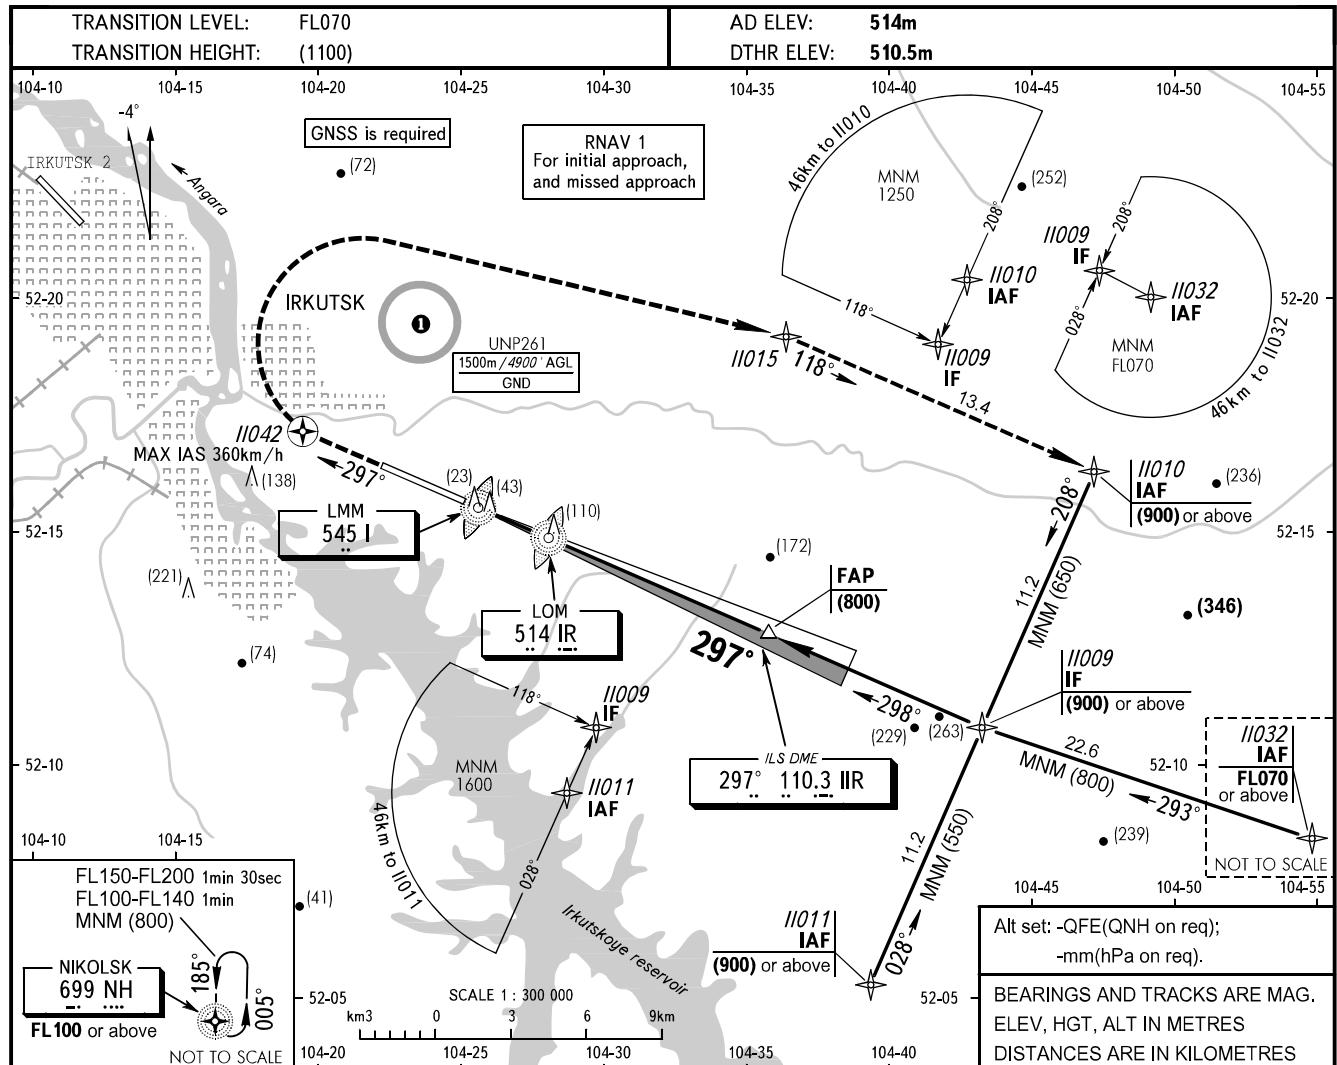 TRANSITION LEVEL: FL070
TRANSITION HEIGHT: (1100)
AD ELEV: 514m
DTHR ELEV: 510.5m
104-10 104-15 104-20 104-25 104-30 104-35 104-40 104-45 104-50 104-55
-4°
IRKUTSK 2
Angara
GNSS is required
(72)
RNAV 1
For initial approach,
and missed approach
46km to II010
MNM
1250
208°
(252)
II010
IAF
118°
II009
IF
208°
II009
IF
028°
II032
IAF
MNM
FL070
46km to II032
52-20
52-20
IRKUTSK
1
UNP261
1500m / 4900 ' AGL
GND
II015
118°
13.4
II042
MAX IAS 360km/h
297°
(138)
(23)
(43)
(110)
LMM
545 I
LOM
514 IR
(221)
(74)
52-15
52-15
II010
IAF
(900) or above
(236)
208°
11.2
MNM (650)
(346)
(172)
FAP
(800)
297°
298°
(229)
(263)
II009
IF
(900) or above
ILS DME
297° 110.3 IIR
22.6
MNM (800)
293°
II032
IAF
FL070
or above
NOT TO SCALE
52-10
52-10
118°
II009
IF
MNM
1600
II011
IAF
028°
46km to II011
11.2
MNM (550)
028°
(239)
II011
IAF
(900) or above
Irkutskoye reservoir
104-10 104-15
104-45 104-50 104-55
FL150-FL200 1min 30sec
FL100-FL140 1min
MNM (800)
(41)
NIKOLSK
699 NH
FL100 or above
185°
005°
NOT TO SCALE
52-05
52-05
SCALE 1 : 300 000
km3 0 3 6 9km
104-20 104-25 104-30 104-35 104-40
Alt set: -QFE(QNH on req);
-mm(hPa on req).
BEARINGS AND TRACKS ARE MAG.
ELEV, HGT, ALT IN METRES
DISTANCES ARE IN KILOMETRES